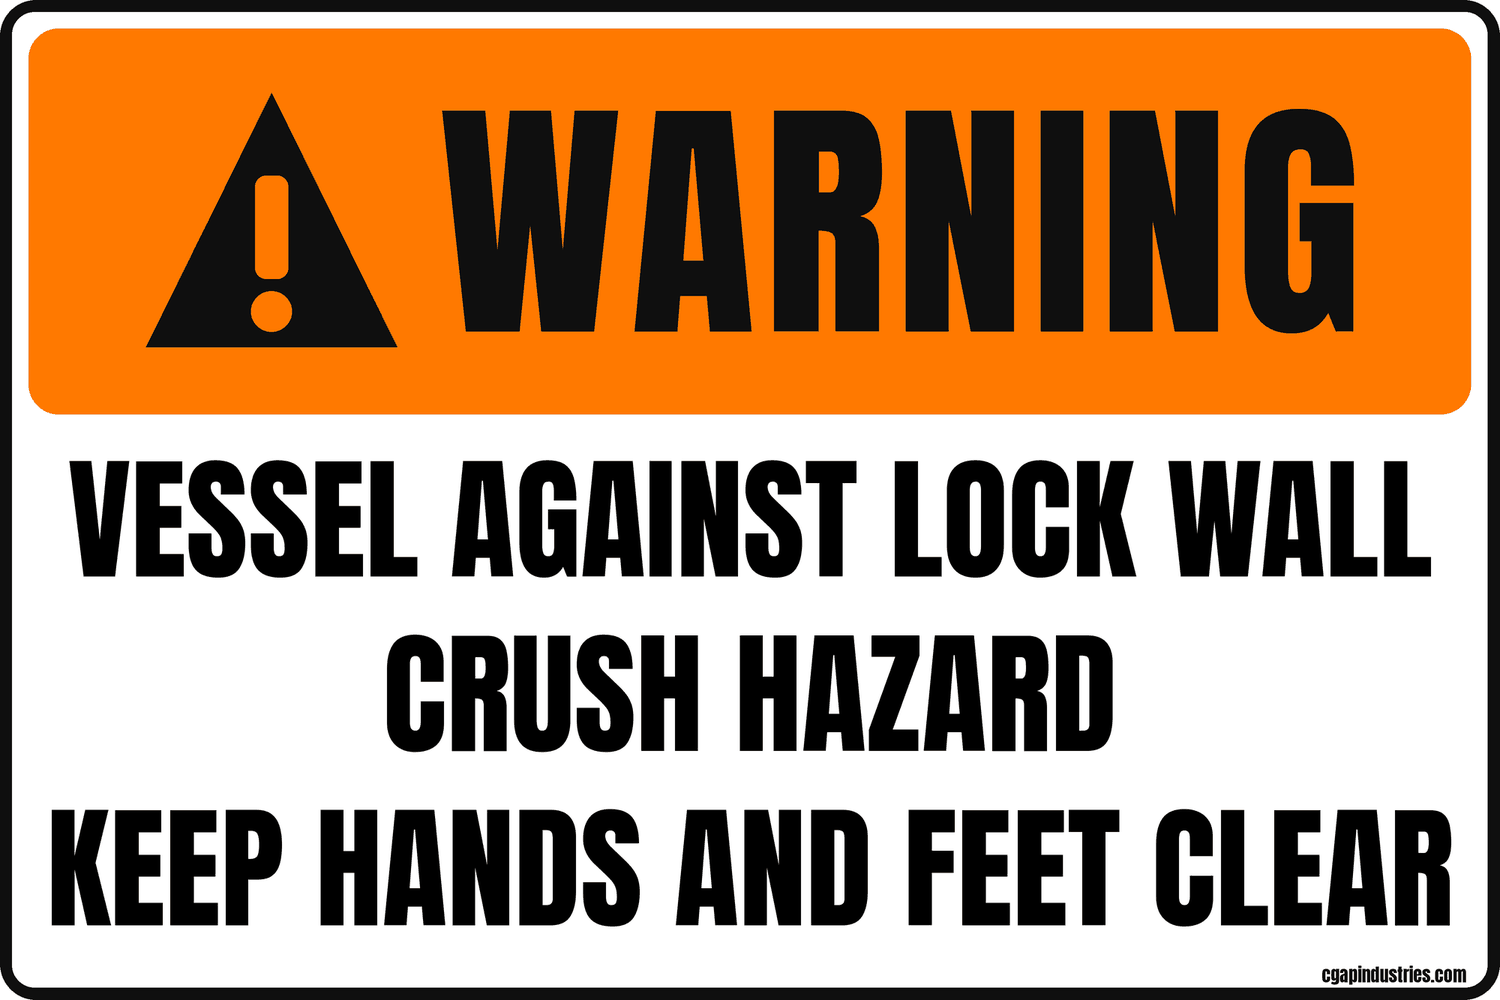 WARNING
VESSEL AGAINST LOCK WALL
CRUSH HAZARD
KEEP HANDS AND FEET CLEAR
cgapindustries.com